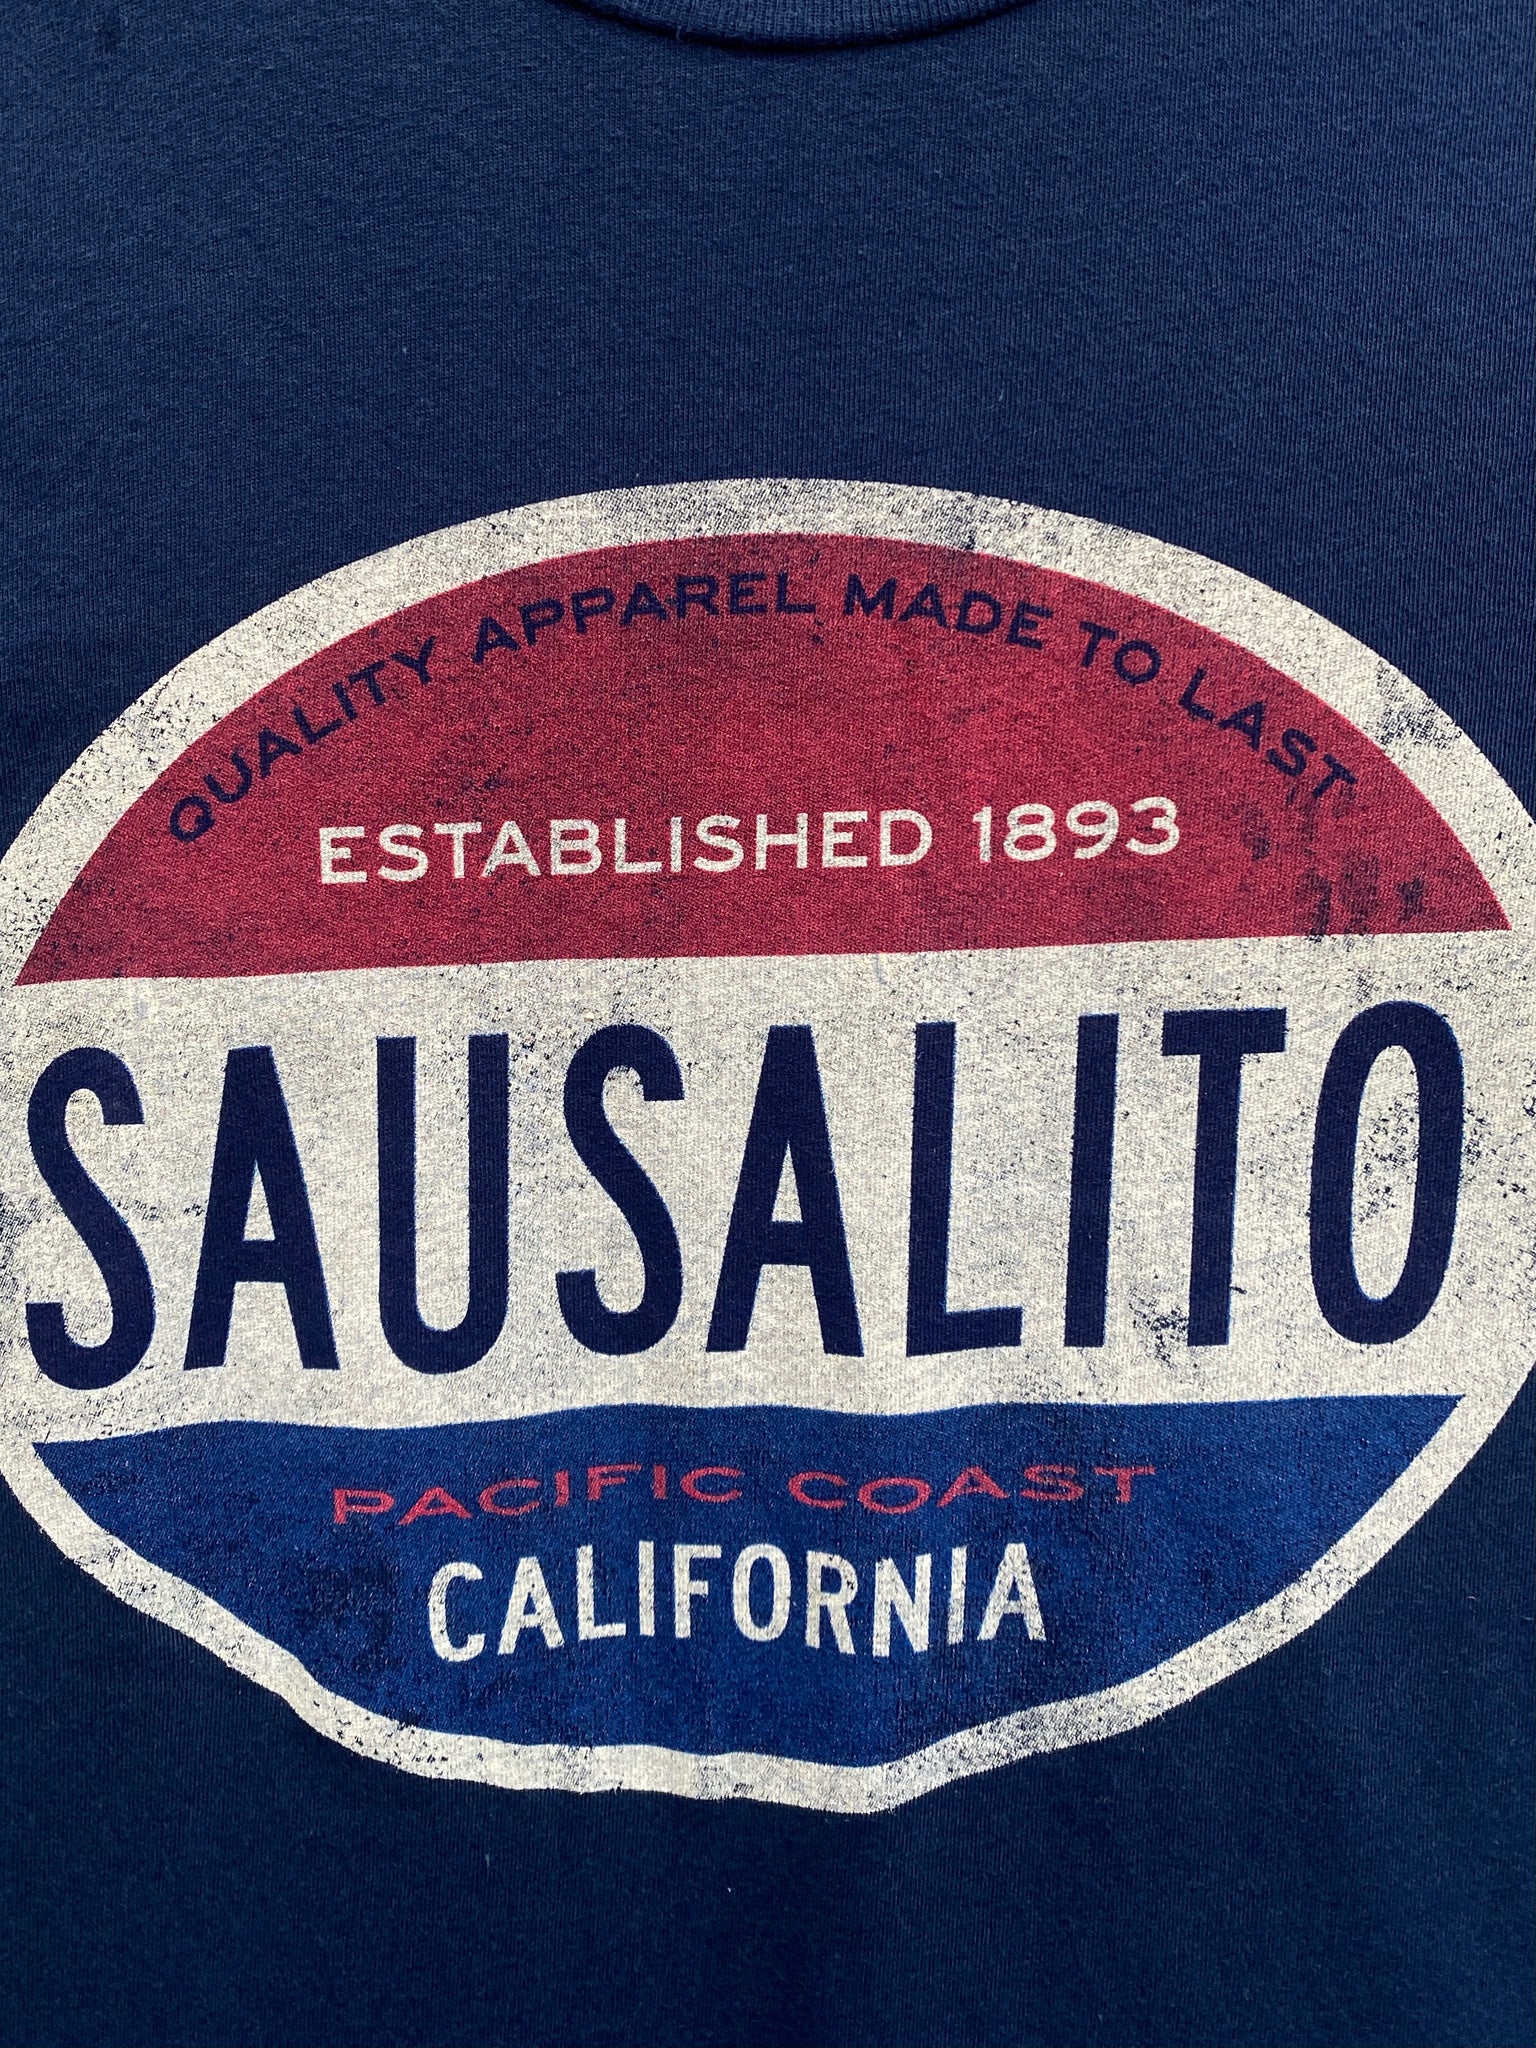 QUALITY APPAREL MADE TO LAST
ESTABLISHED 1893
SAUSALITO
PACIFIC COAST
CALIFORNIA